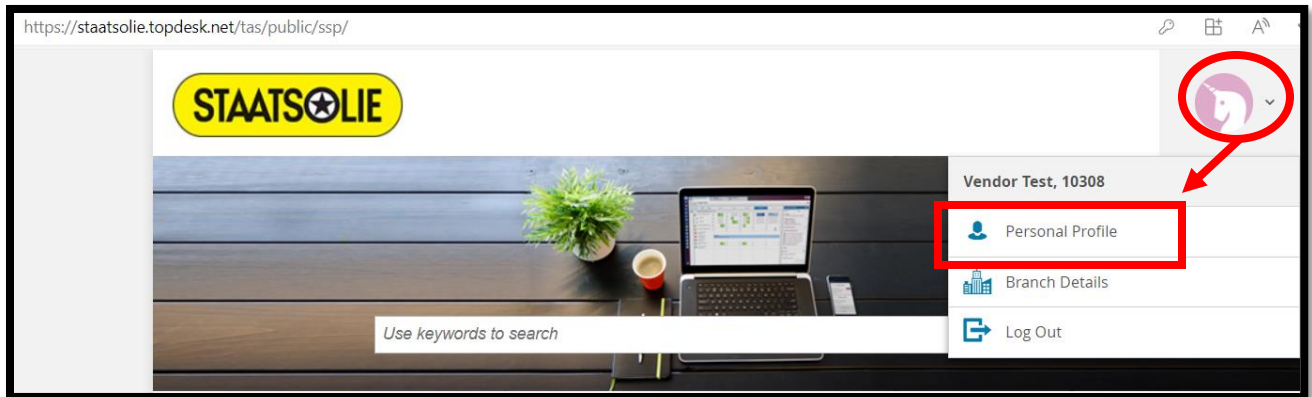 https://staatsolie.topdesk.net/tas/public/ssp/
STAATSOLIE
Vendor Test, 10308
Personal Profile
Branch Details
Use keywords to search
Log Out